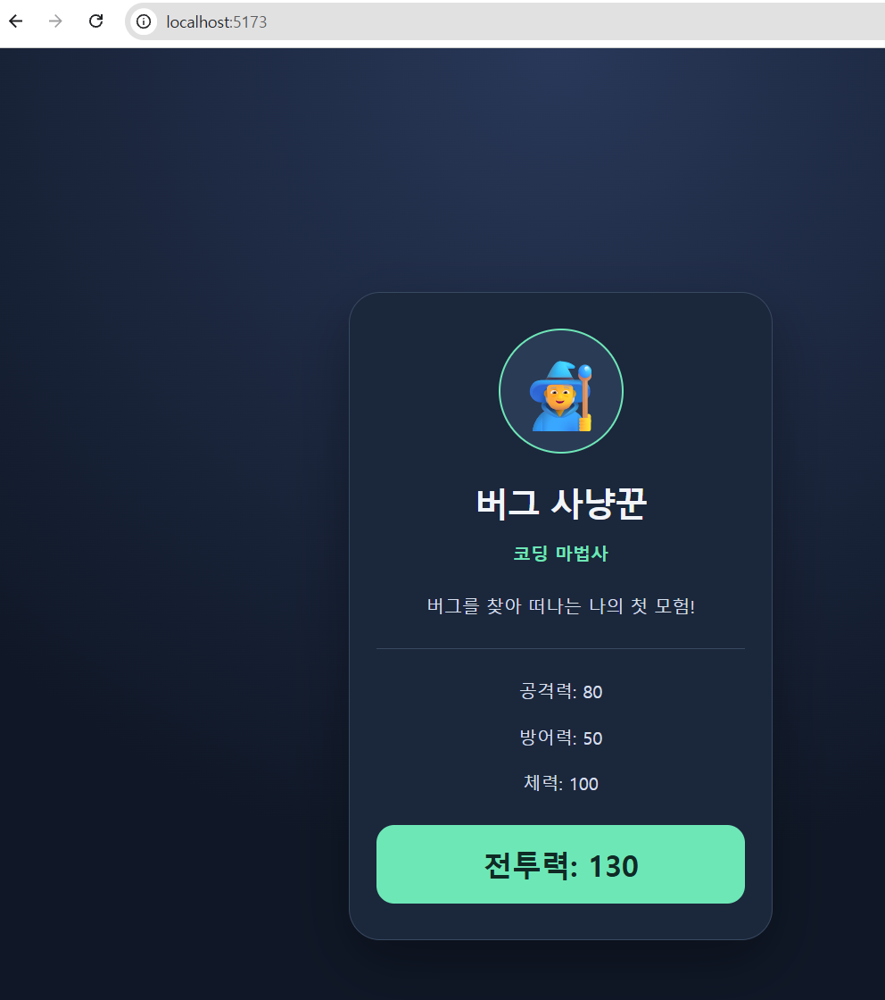 localhost:5173
버그 사냥꾼
코딩 마법사
버그를 찾아 떠나는 나의 첫 모험!
공격력: 80
방어력: 50
체력: 100
전투력: 130